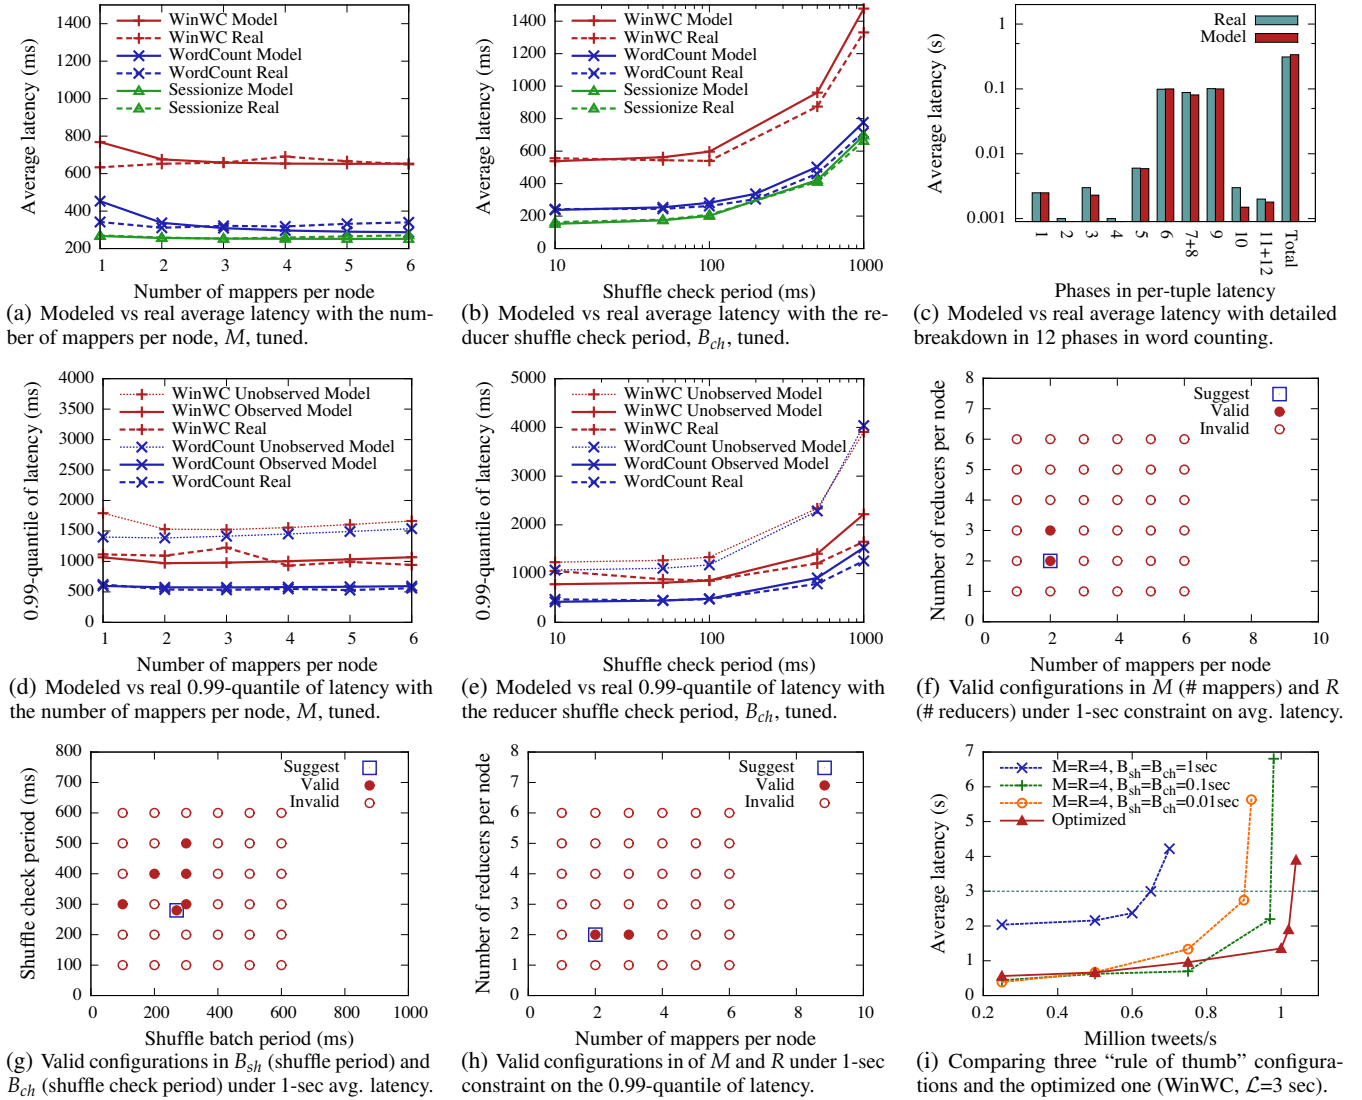 1400
1200
1000
800
600
400
200
Average latency (ms)
WinWC Model
WinWC Real
WordCount Model
WordCount Real
Sessionize Model
Sessionize Real
1 2 3 4 5 6
Number of mappers per node
(a) Modeled vs real average latency with the num-
ber of mappers per node, M, tuned.
1400
1200
1000
800
600
400
200
0
Average latency (ms)
WinWC Model
WinWC Real
WordCount Model
WordCount Real
Sessionize Model
Sessionize Real
10 100 1000
Shuffle check period (ms)
(b) Modeled vs real average latency with the re-
ducer shuffle check period, B_ch, tuned.
1
0.1
0.01
0.001
Average latency (s)
Real
Model
1 2 3 4 5 6 7+8 9 10 11+12 Total
Phases in per-tuple latency
(c) Modeled vs real average latency with detailed
breakdown in 12 phases in word counting.
4000
3500
3000
2500
2000
1500
1000
500
0
0.99-quantile of latency (ms)
WinWC Unobserved Model
WinWC Observed Model
WinWC Real
WordCount Unobserved Model
WordCount Observed Model
WordCount Real
1 2 3 4 5 6
Number of mappers per node
(d) Modeled vs real 0.99-quantile of latency with
the number of mappers per node, M, tuned.
5000
4000
3000
2000
1000
0
0.99-quantile of latency (ms)
WinWC Unobserved Model
WinWC Observed Model
WinWC Real
WordCount Unobserved Model
WordCount Observed Model
WordCount Real
10 100 1000
Shuffle check period (ms)
(e) Modeled vs real 0.99-quantile of latency with
the reducer shuffle check period, B_ch, tuned.
8
7
6
5
4
3
2
1
0
Number of reducers per node
Suggest
Valid
Invalid
0 2 4 6 8 10
Number of mappers per node
(f) Valid configurations in M (# mappers) and R
(# reducers) under 1-sec constraint on avg. latency.
800
700
600
500
400
300
200
100
0
Shuffle check period (ms)
Suggest
Valid
Invalid
0 200 400 600 800 1000
Shuffle batch period (ms)
(g) Valid configurations in B_sh (shuffle period) and
B_ch (shuffle check period) under 1-sec avg. latency.
8
7
6
5
4
3
2
1
0
Number of reducers per node
Suggest
Valid
Invalid
0 2 4 6 8 10
Number of mappers per node
(h) Valid configurations in of M and R under 1-sec
constraint on the 0.99-quantile of latency.
7
6
5
4
3
2
1
0
Average latency (s)
M=R=4, B_sh=B_ch=1sec
M=R=4, B_sh=B_ch=0.1sec
M=R=4, B_sh=B_ch=0.01sec
Optimized
0.2 0.4 0.6 0.8 1
Million tweets/s
(i) Comparing three “rule of thumb” configura-
tions and the optimized one (WinWC, ℒ=3 sec).